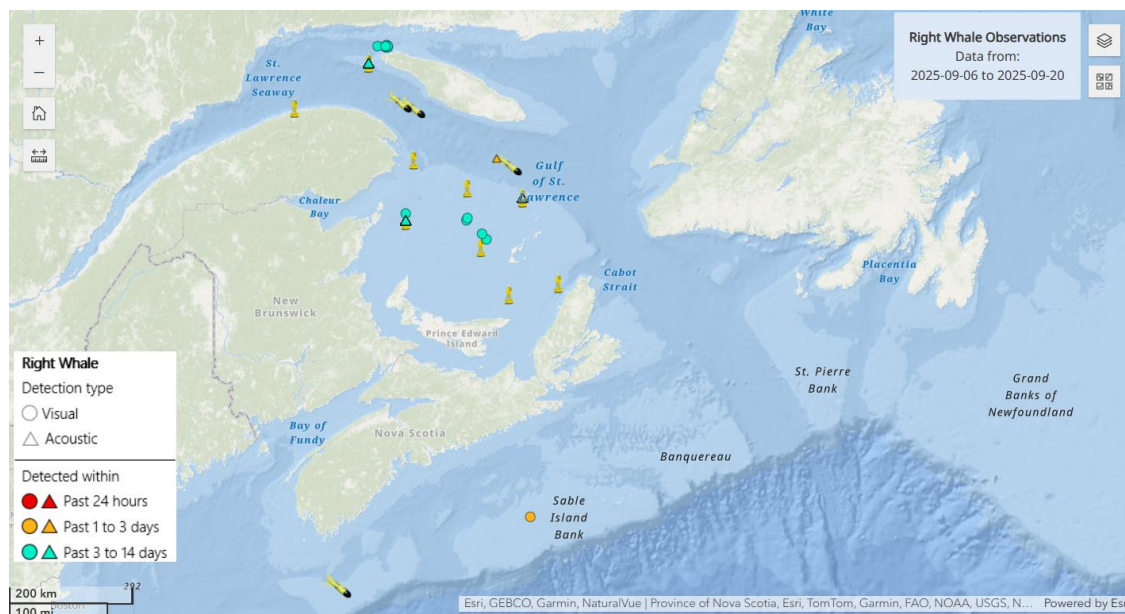 White
Bay
Right Whale Observations
Data from:
2025-09-06 to 2025-09-20
+
−
St.
Lawrence
Seaway
Gulf
of St.
Lawrence
Chaleur
Bay
Cabot
Strait
Placentia
Bay
New
Brunswick
Prince Edward
Island
St. Pierre
Bank
Grand
Banks of
Newfoundland
Bay of
Fundy
Nova Scotia
Banquereau
Sable
Island
Bank
Right Whale
Detection type
Visual
Acoustic
Detected within
Past 24 hours
Past 1 to 3 days
Past 3 to 14 days
200 km
100 mi
Boston
Esri, GEBCO, Garmin, NaturalVue | Province of Nova Scotia, Esri, TomTom, Garmin, FAO, NOAA, USGS, N... Powered by Esri